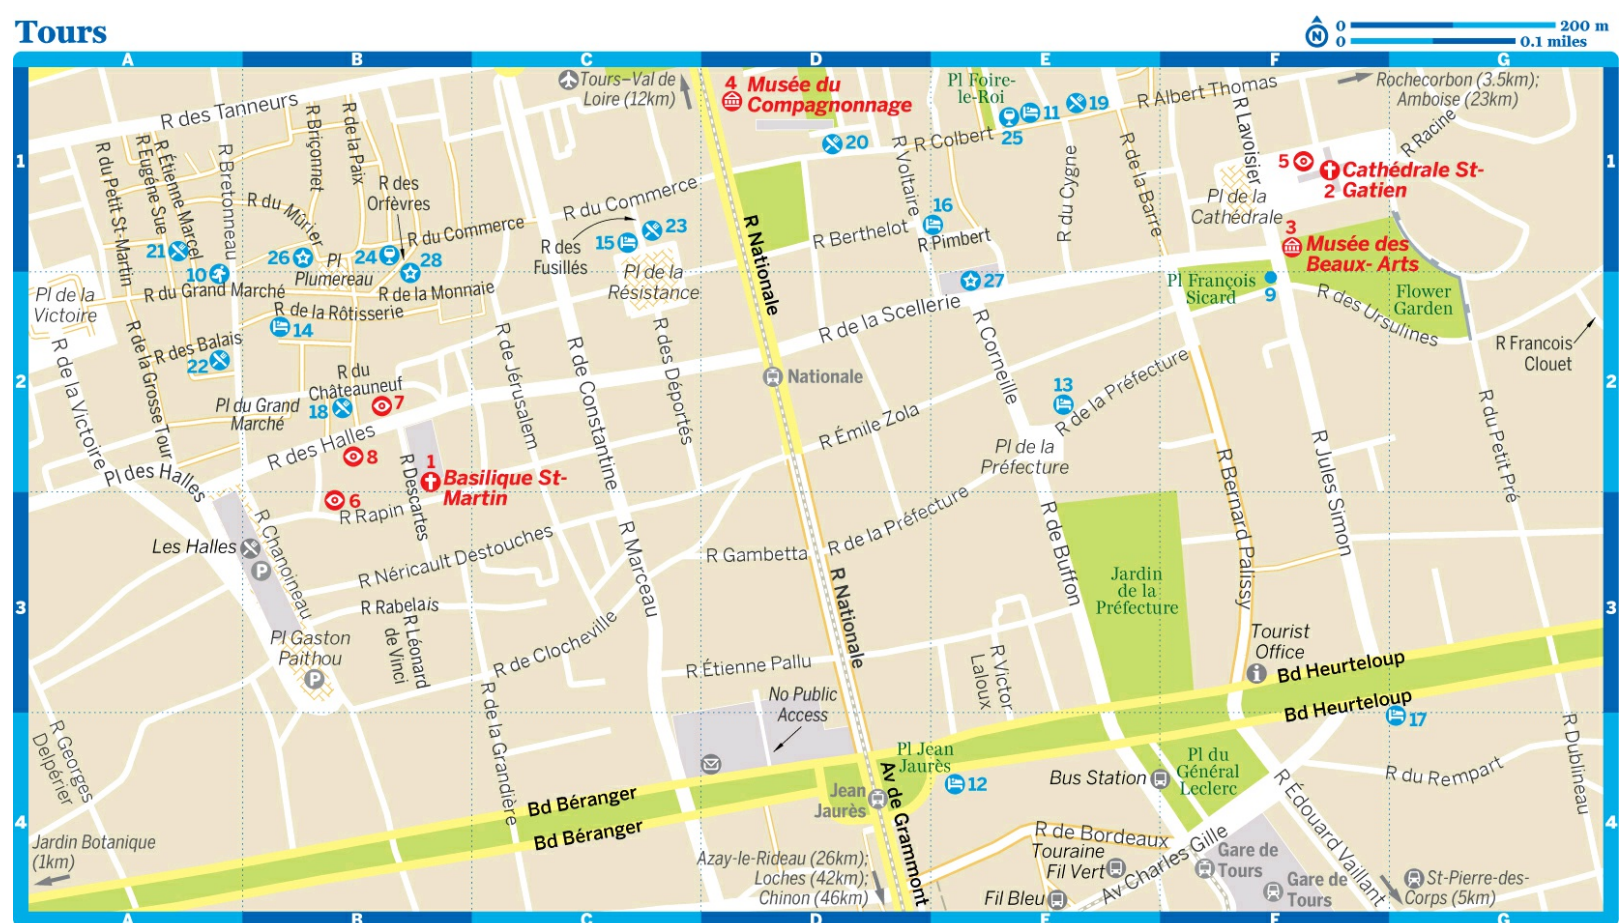 Tours
0 200 m
N
0 0.1 miles
A B C D E F G
Tours–Val de
Loire (12km)
4 Musée du
Compagnonnage
Pl Foire-
le-Roi
R Albert Thomas
Rochecorbon (3.5km);
Amboise (23km)
R des Tanneurs
R Briçonnet
R de la Paix
11
19
25
20
R Colbert
R Lavoisier
R Racine
1
1
R du Petit St-Martin
R Eugéne Sue
R Étienne Marcel
R Bretonneau
R des
Orfèvres
R du Mûrier
R du Commerce
R du Commerce
R Voltaire
R du Cygne
R de la Barre
5
Cathédrale St-
2 Gatien
Pl de la
Cathédrale
16
23
15
R des
Fusillés
R Nationale
R Berthelot
R Pimbert
3
Musée des
Beaux- Arts
21
10
26
Pl
Plumereau
24
28
Pl de la
Résistance
27
Pl François
Sicard
9
Flower
Garden
R des Ursulines
Pl de la
Victoire
R du Grand Marché
R de la Monnaie
R de la Rôtisserie
14
R de la Scellerie
R Francois
Clouet
R des Balais
22
R de la Victoire
R de la Grosse Tour
R du
Châteauneuf
R de Jérusalem
R de Constantine
R des Déportés
Nationale
R Corneille
13
R de la Préfecture
2
2
Pl du Grand
Marché
18
7
R des Halles
8
R Émile Zola
Pl de la
Préfecture
R Bernard Palissy
R Jules Simon
R du Petit Pré
Pl des Halles
R Descartes
1
Basilique St-
Martin
6
R Rapin
R Chanoineau
Les Halles
P
R Néricault Destouches
R Marceau
R Gambetta
R de la Préfecture
R de Buffon
R Nationale
Jardin
de la
Préfecture
3
3
R Rabelais
R Léonard
de Vinci
Pl Gaston
Paithou
P
R de Clocheville
R Étienne Pallu
R Victor
Laloux
Tourist
Office
Bd Heurteloup
Bd Heurteloup
17
No Public
Access
R de la Grandière
R Georges
Delpérier
Pl Jean
Jaurès
12
Bus Station
Pl du
Général
Leclerc
R du Rempart
R Dublineau
Bd Béranger
Bd Béranger
Jean
Jaurès
Av de Grammont
4
4
Jardin Botanique
(1km)
Azay-le-Rideau (26km);
Loches (42km);
Chinon (46km)
R de Bordeaux
Touraine
Fil Vert
Fil Bleu
Av Charles Gille
Gare de
Tours
Gare de
Tours
R Édouard Vaillant
St-Pierre-des-
Corps (5km)
A B C D E F G